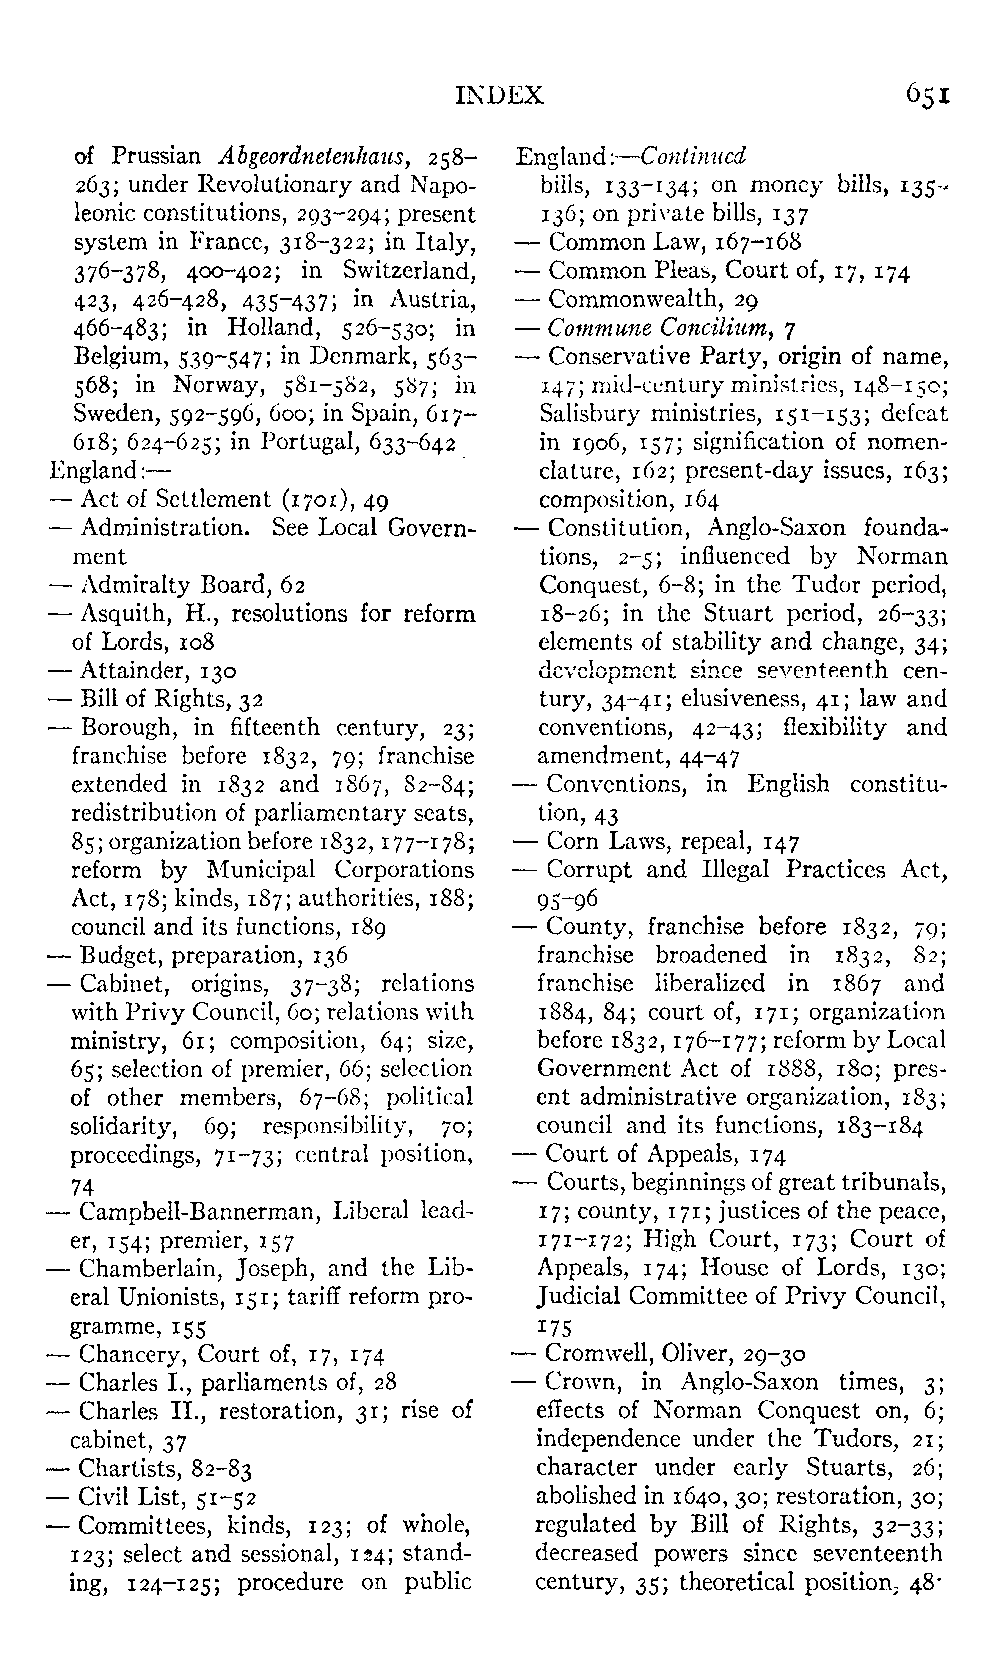 INDEX 651
of Prussian Abgeordnetenhaus, 258–
263; under Revolutionary and Napo-
leonic constitutions, 293–294; present
system in France, 318–322; in Italy,
376–378, 400–402; in Switzerland,
423, 426–428, 435–437; in Austria,
466–483; in Holland, 526–530; in
Belgium, 539–547; in Denmark, 563–
568; in Norway, 581–582, 587; in
Sweden, 592–596, 600; in Spain, 617–
618; 624–625; in Portugal, 633–642
England:—
— Act of Settlement (1701), 49
— Administration. See Local Govern-
ment
— Admiralty Board, 62
— Asquith, H., resolutions for reform
of Lords, 108
— Attainder, 130
— Bill of Rights, 32
— Borough, in fifteenth century, 23;
franchise before 1832, 79; franchise
extended in 1832 and 1867, 82–84;
redistribution of parliamentary seats,
85; organization before 1832, 177–178;
reform by Municipal Corporations
Act, 178; kinds, 187; authorities, 188;
council and its functions, 189
— Budget, preparation, 136
— Cabinet, origins, 37–38; relations
with Privy Council, 60; relations with
ministry, 61; composition, 64; size,
65; selection of premier, 66; selection
of other members, 67–68; political
solidarity, 69; responsibility, 70;
proceedings, 71–73; central position,
74
— Campbell-Bannerman, Liberal lead-
er, 154; premier, 157
— Chamberlain, Joseph, and the Lib-
eral Unionists, 151; tariff reform pro-
gramme, 155
— Chancery, Court of, 17, 174
— Charles I., parliaments of, 28
— Charles II., restoration, 31; rise of
cabinet, 37
— Chartists, 82–83
— Civil List, 51–52
— Committees, kinds, 123; of whole,
123; select and sessional, 124; stand-
ing, 124–125; procedure on public
England:—Continued
bills, 133–134; on money bills, 135–
136; on private bills, 137
— Common Law, 167–168
— Common Pleas, Court of, 17, 174
— Commonwealth, 29
— Commune Concilium, 7
— Conservative Party, origin of name,
147; mid-century ministries, 148–150;
Salisbury ministries, 151–153; defeat
in 1906, 157; signification of nomen-
clature, 162; present-day issues, 163;
composition, 164
— Constitution, Anglo-Saxon founda-
tions, 2–5; influenced by Norman
Conquest, 6–8; in the Tudor period,
18–26; in the Stuart period, 26–33;
elements of stability and change, 34;
development since seventeenth cen-
tury, 34–41; elusiveness, 41; law and
conventions, 42–43; flexibility and
amendment, 44–47
— Conventions, in English constitu-
tion, 43
— Corn Laws, repeal, 147
— Corrupt and Illegal Practices Act,
95–96
— County, franchise before 1832, 79;
franchise broadened in 1832, 82;
franchise liberalized in 1867 and
1884, 84; court of, 171; organization
before 1832, 176–177; reform by Local
Government Act of 1888, 180; pres-
ent administrative organization, 183;
council and its functions, 183–184
— Court of Appeals, 174
— Courts, beginnings of great tribunals,
17; county, 171; justices of the peace,
171–172; High Court, 173; Court of
Appeals, 174; House of Lords, 130;
Judicial Committee of Privy Council,
175
— Cromwell, Oliver, 29–30
— Crown, in Anglo-Saxon times, 3;
effects of Norman Conquest on, 6;
independence under the Tudors, 21;
character under early Stuarts, 26;
abolished in 1640, 30; restoration, 30;
regulated by Bill of Rights, 32–33;
decreased powers since seventeenth
century, 35; theoretical position, 48-